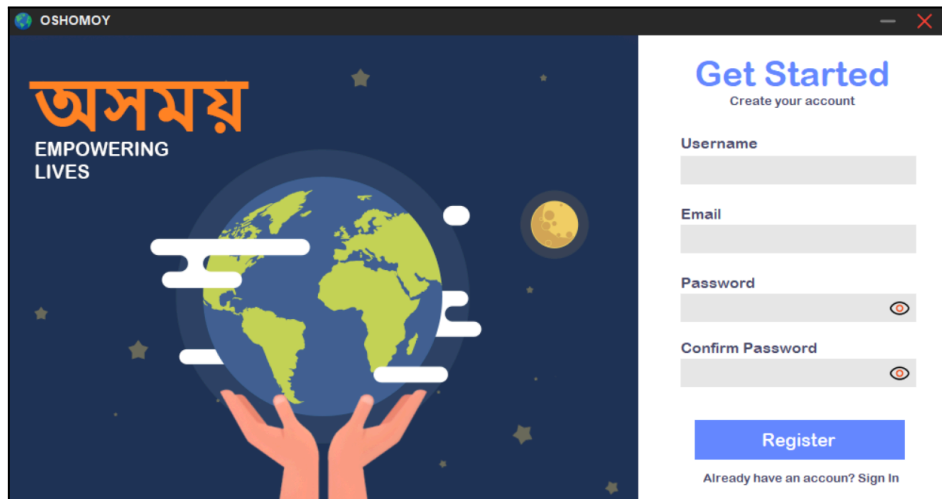 OSHOMOY
অসময়
EMPOWERING
LIVES
Get Started
Create your account
Username
Email
Password
Confirm Password
Register
Already have an accoun? Sign In